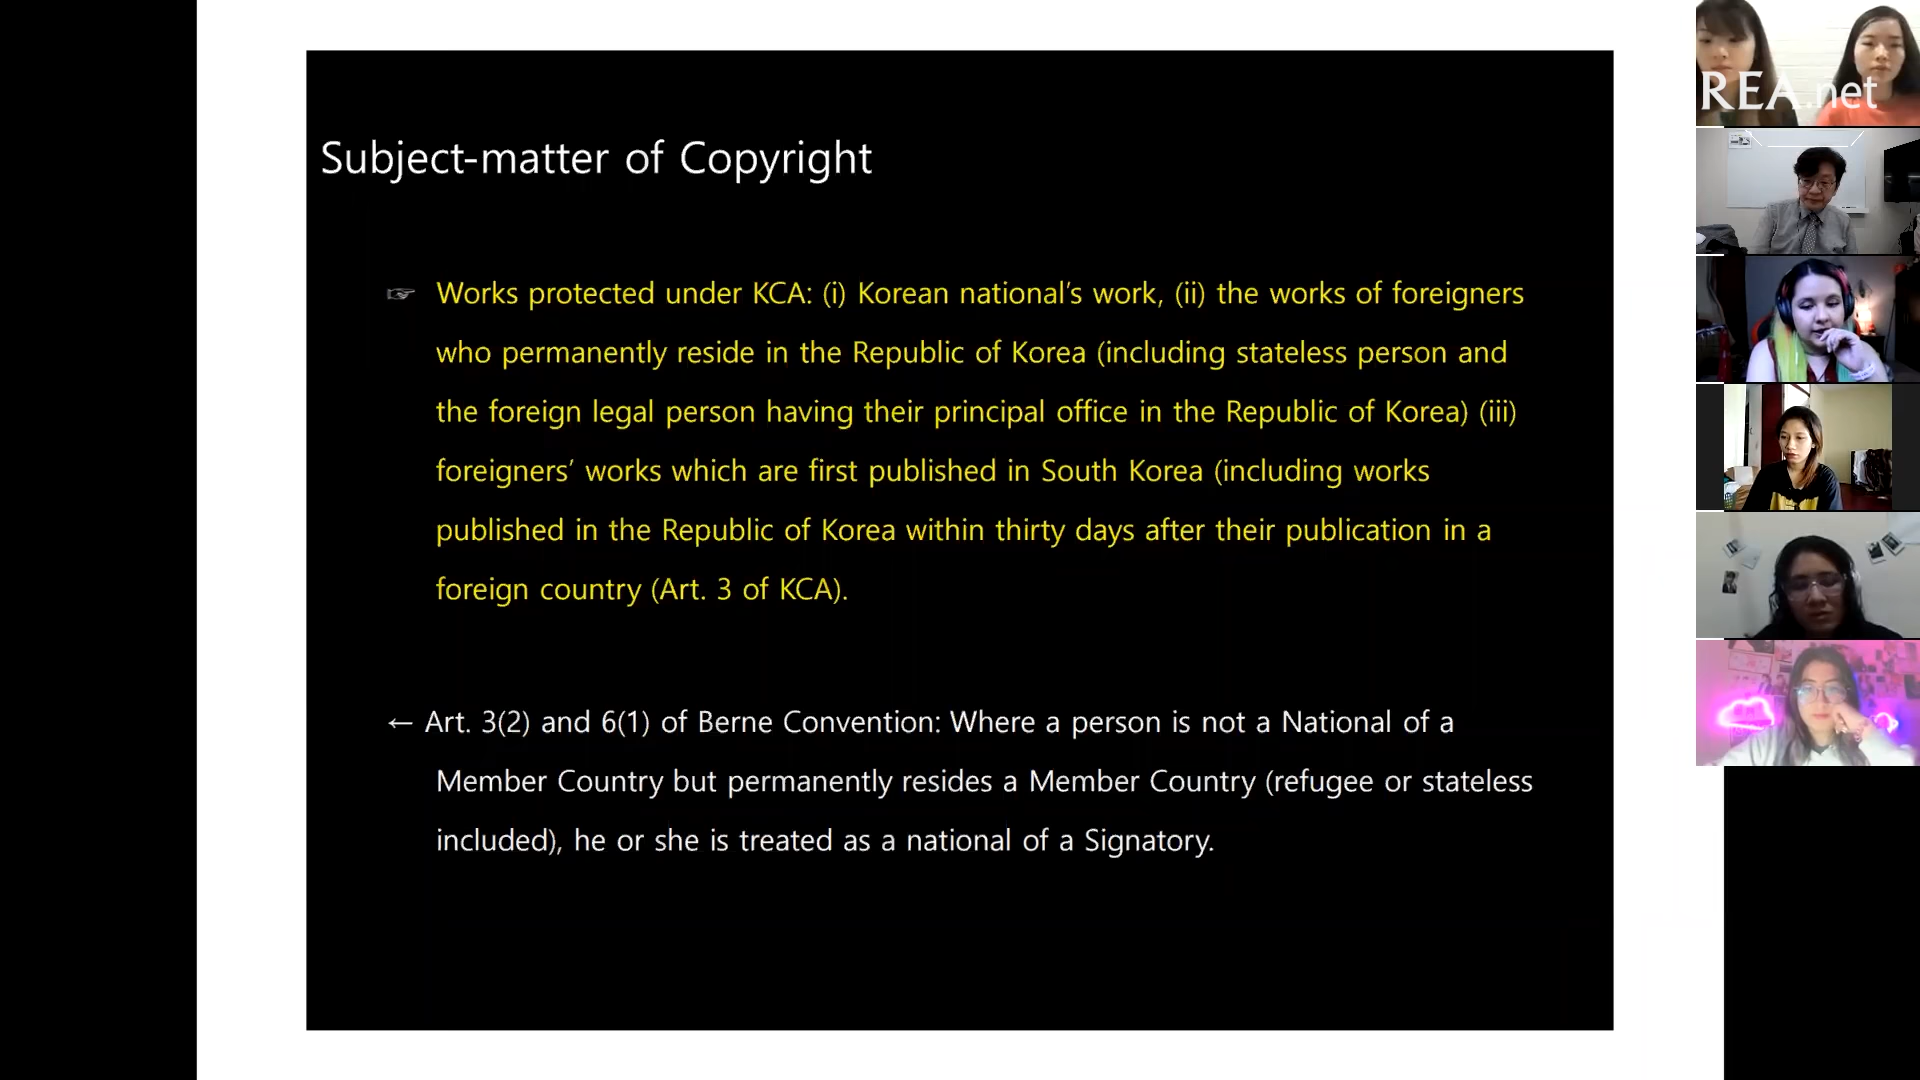 Subject-matter of Copyright
☞ Works protected under KCA: (i) Korean national's work, (ii) the works of foreigners
who permanently reside in the Republic of Korea (including stateless person and
the foreign legal person having their principal office in the Republic of Korea) (iii)
foreigners' works which are first published in South Korea (including works
published in the Republic of Korea within thirty days after their publication in a
foreign country (Art. 3 of KCA).
← Art. 3(2) and 6(1) of Berne Convention: Where a person is not a National of a
Member Country but permanently resides a Member Country (refugee or stateless
included), he or she is treated as a national of a Signatory.
REA.net